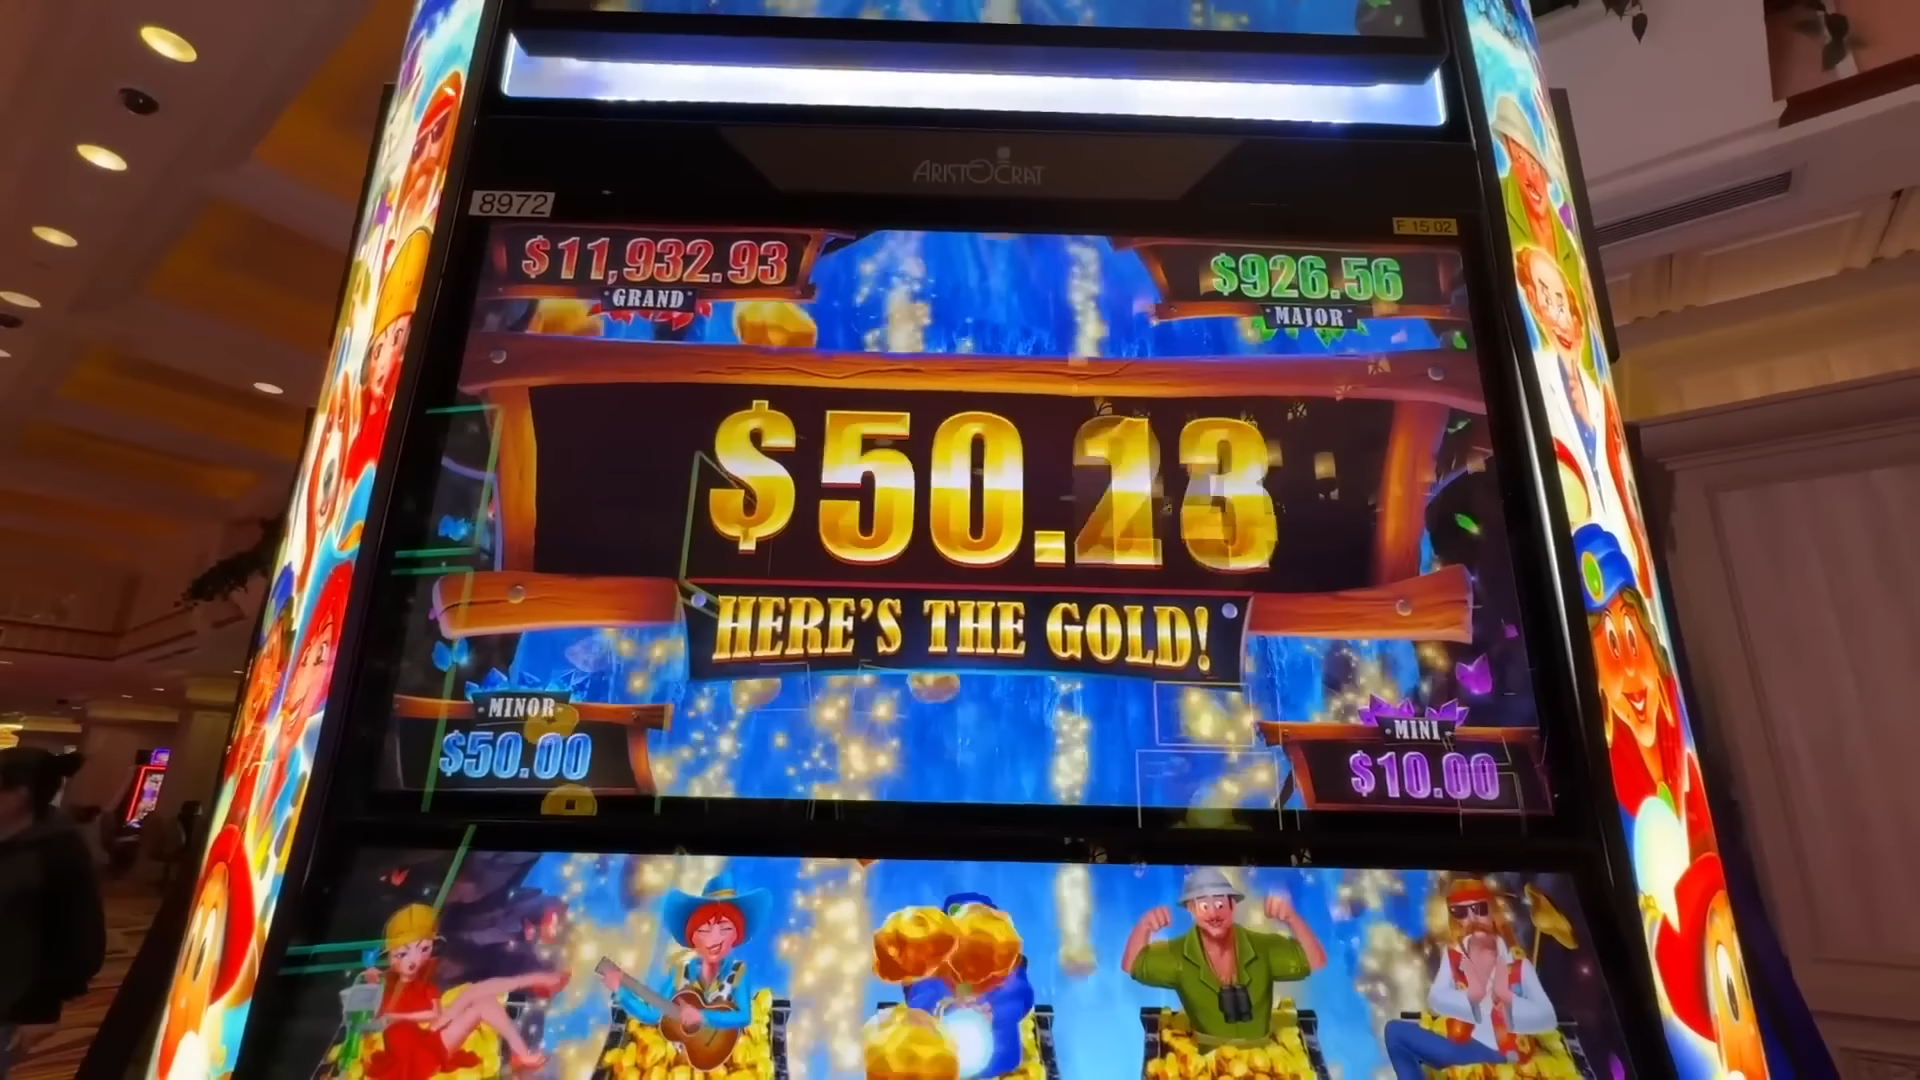 ARISTOCRAT
8972
F 15 02
$11,932.93
GRAND
$926.56
MAJOR
HERE'S THE GOLD!
MINOR
$50.00
MINI
$10.00